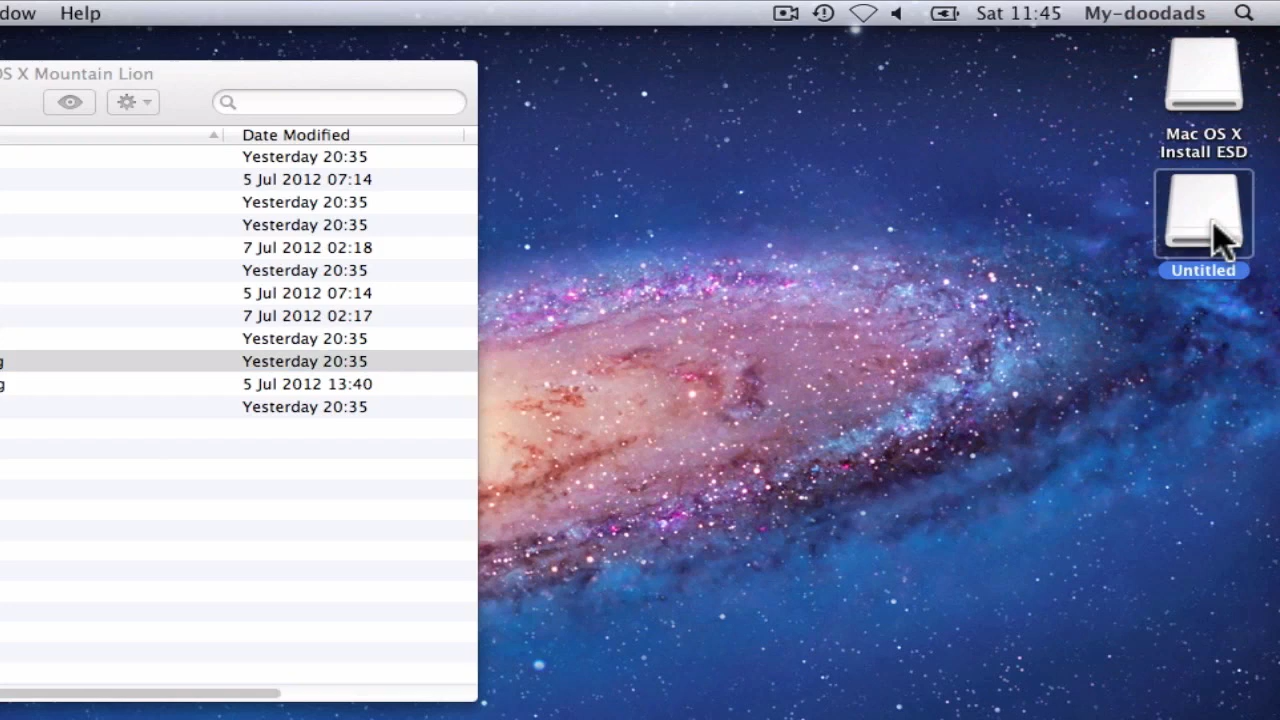 dow Help Sat 11:45 My-doodads
OS X Mountain Lion
Date Modified
Yesterday 20:35
5 Jul 2012 07:14
Yesterday 20:35
Yesterday 20:35
7 Jul 2012 02:18
Yesterday 20:35
5 Jul 2012 07:14
7 Jul 2012 02:17
Yesterday 20:35
g Yesterday 20:35
g 5 Jul 2012 13:40
Yesterday 20:35
Mac OS X
Install ESD
Untitled